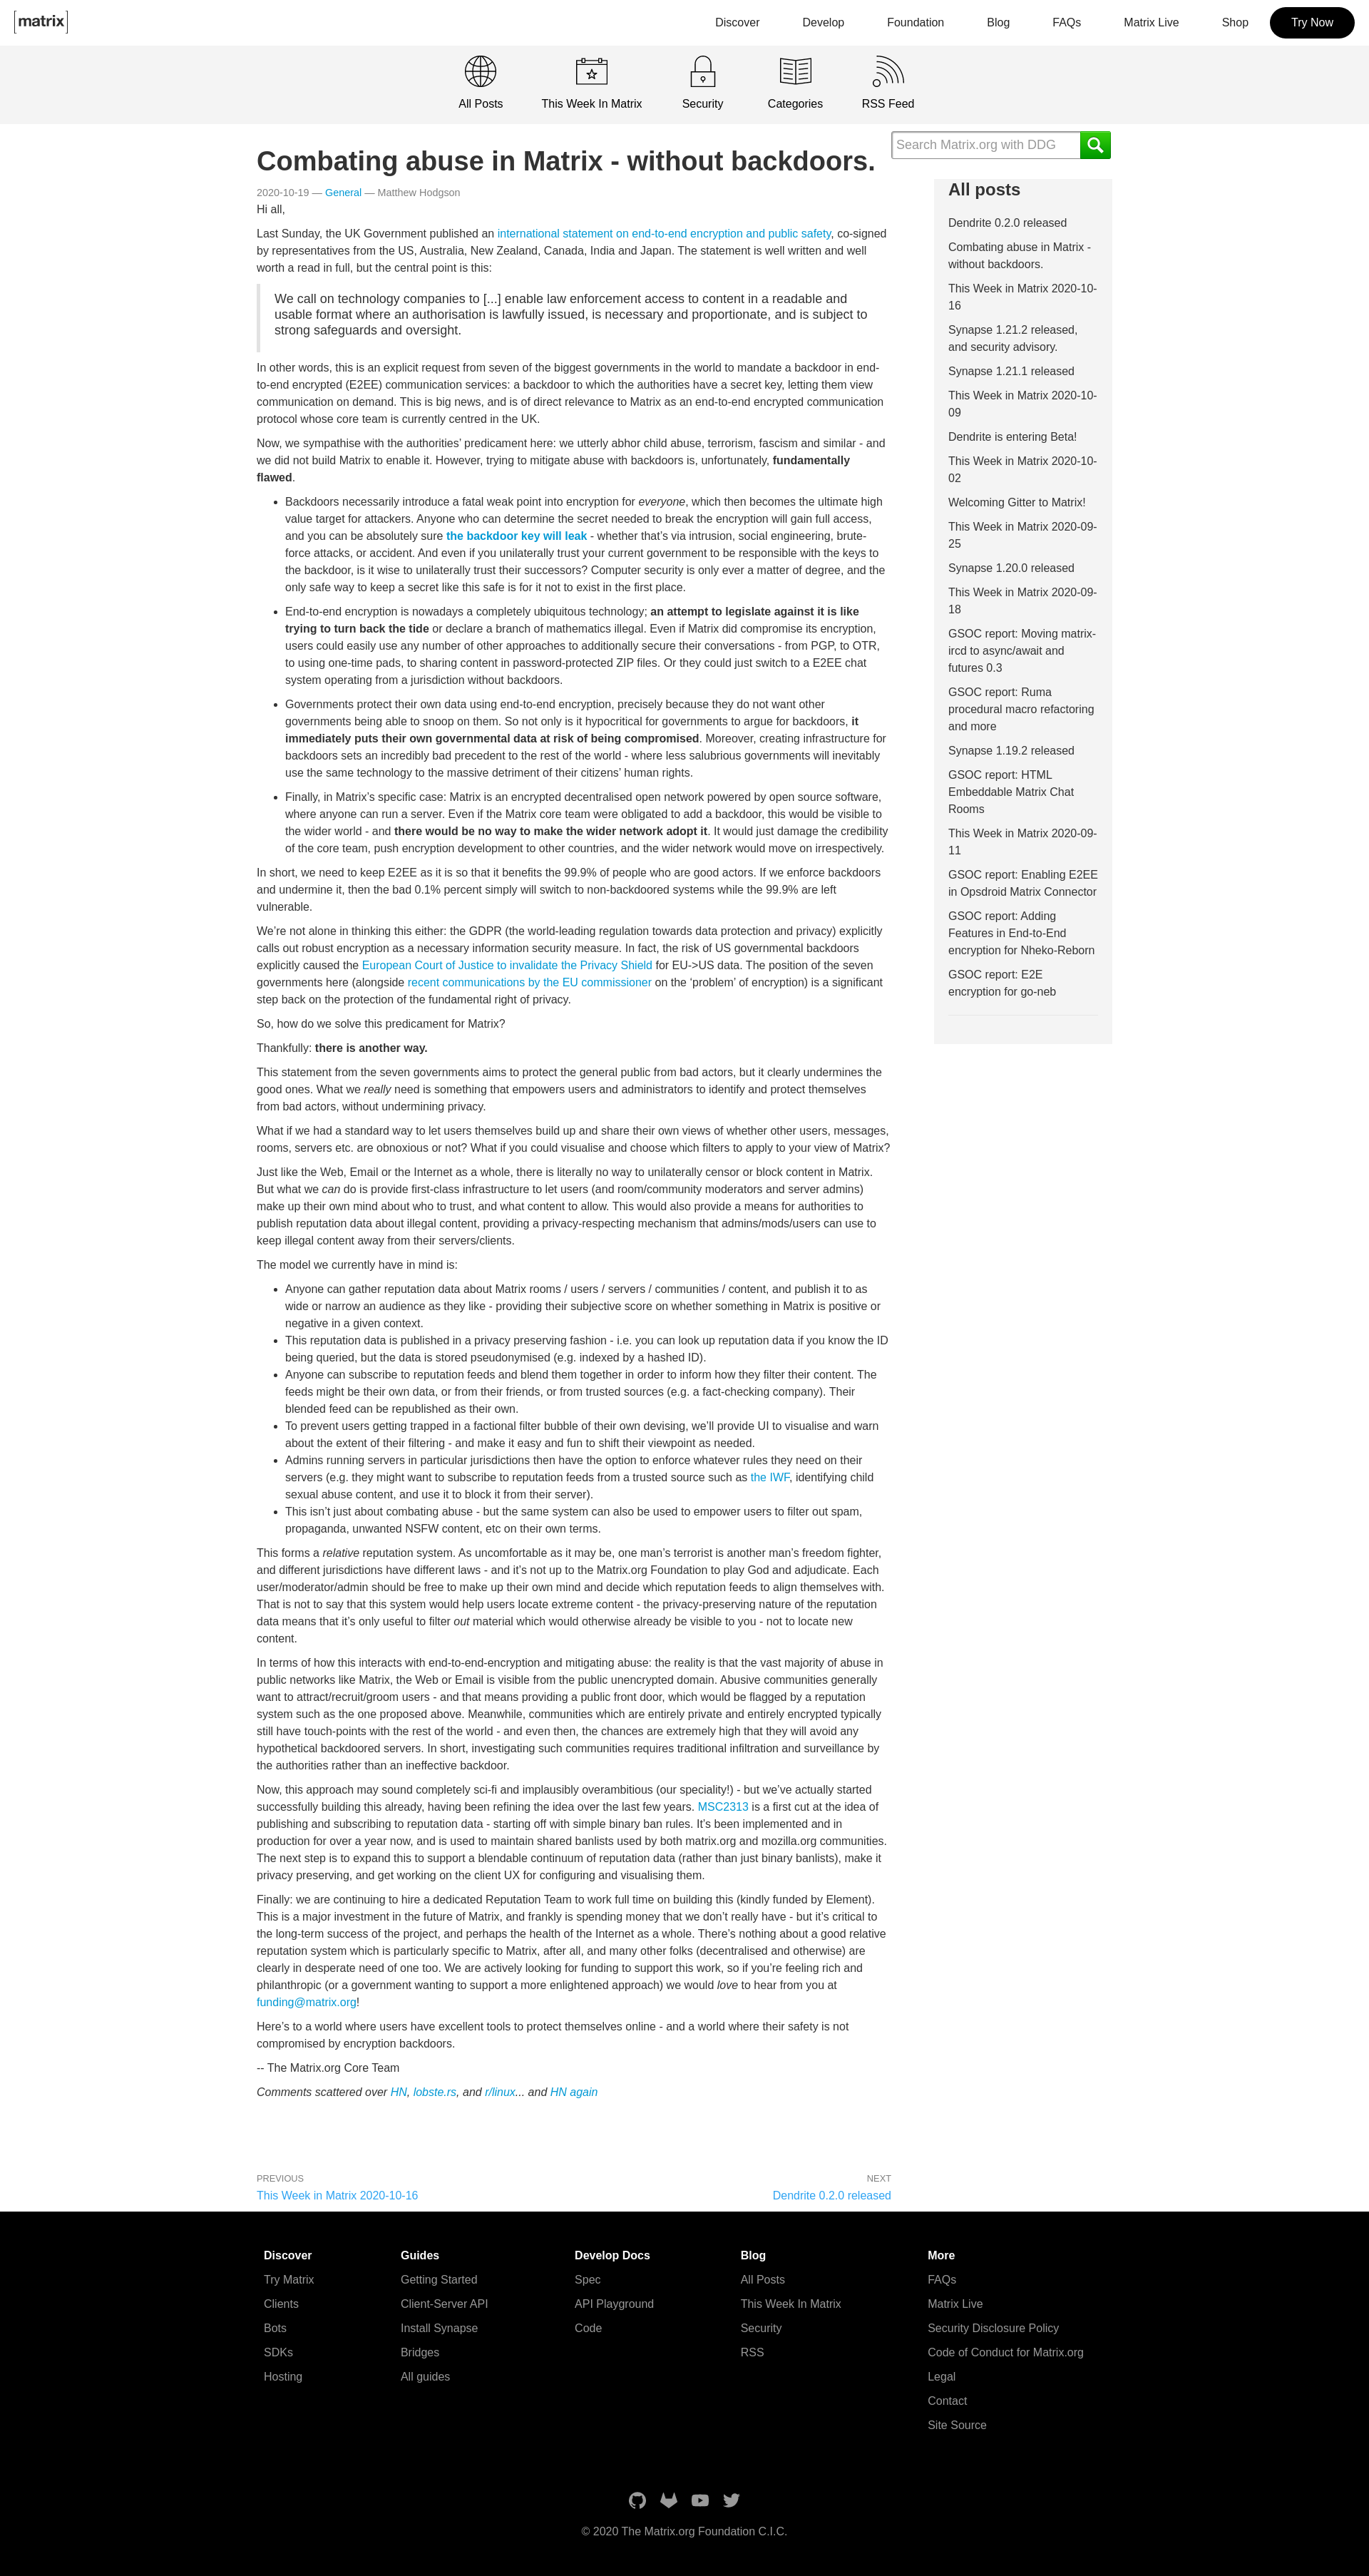 [matrix]
Discover
Develop
Foundation
Blog
FAQs
Matrix Live
Shop
Try Now
All Posts
This Week In Matrix
Security
Categories
RSS Feed
Search Matrix.org with DDG
Combating abuse in Matrix - without backdoors.
2020-10-19 — General — Matthew Hodgson
Hi all,
Last Sunday, the UK Government published an international statement on end-to-end encryption and public safety, co-signed
by representatives from the US, Australia, New Zealand, Canada, India and Japan. The statement is well written and well
worth a read in full, but the central point is this:
We call on technology companies to [...] enable law enforcement access to content in a readable and
usable format where an authorisation is lawfully issued, is necessary and proportionate, and is subject to
strong safeguards and oversight.
In other words, this is an explicit request from seven of the biggest governments in the world to mandate a backdoor in end-
to-end encrypted (E2EE) communication services: a backdoor to which the authorities have a secret key, letting them view
communication on demand. This is big news, and is of direct relevance to Matrix as an end-to-end encrypted communication
protocol whose core team is currently centred in the UK.
Now, we sympathise with the authorities’ predicament here: we utterly abhor child abuse, terrorism, fascism and similar - and
we did not build Matrix to enable it. However, trying to mitigate abuse with backdoors is, unfortunately, fundamentally
flawed.
• Backdoors necessarily introduce a fatal weak point into encryption for everyone, which then becomes the ultimate high
value target for attackers. Anyone who can determine the secret needed to break the encryption will gain full access,
and you can be absolutely sure the backdoor key will leak - whether that’s via intrusion, social engineering, brute-
force attacks, or accident. And even if you unilaterally trust your current government to be responsible with the keys to
the backdoor, is it wise to unilaterally trust their successors? Computer security is only ever a matter of degree, and the
only safe way to keep a secret like this safe is for it not to exist in the first place.
• End-to-end encryption is nowadays a completely ubiquitous technology; an attempt to legislate against it is like
trying to turn back the tide or declare a branch of mathematics illegal. Even if Matrix did compromise its encryption,
users could easily use any number of other approaches to additionally secure their conversations - from PGP, to OTR,
to using one-time pads, to sharing content in password-protected ZIP files. Or they could just switch to a E2EE chat
system operating from a jurisdiction without backdoors.
• Governments protect their own data using end-to-end encryption, precisely because they do not want other
governments being able to snoop on them. So not only is it hypocritical for governments to argue for backdoors, it
immediately puts their own governmental data at risk of being compromised. Moreover, creating infrastructure for
backdoors sets an incredibly bad precedent to the rest of the world - where less salubrious governments will inevitably
use the same technology to the massive detriment of their citizens’ human rights.
• Finally, in Matrix’s specific case: Matrix is an encrypted decentralised open network powered by open source software,
where anyone can run a server. Even if the Matrix core team were obligated to add a backdoor, this would be visible to
the wider world - and there would be no way to make the wider network adopt it. It would just damage the credibility
of the core team, push encryption development to other countries, and the wider network would move on irrespectively.
In short, we need to keep E2EE as it is so that it benefits the 99.9% of people who are good actors. If we enforce backdoors
and undermine it, then the bad 0.1% percent simply will switch to non-backdoored systems while the 99.9% are left
vulnerable.
We’re not alone in thinking this either: the GDPR (the world-leading regulation towards data protection and privacy) explicitly
calls out robust encryption as a necessary information security measure. In fact, the risk of US governmental backdoors
explicitly caused the European Court of Justice to invalidate the Privacy Shield for EU->US data. The position of the seven
governments here (alongside recent communications by the EU commissioner on the ‘problem’ of encryption) is a significant
step back on the protection of the fundamental right of privacy.
So, how do we solve this predicament for Matrix?
Thankfully: there is another way.
This statement from the seven governments aims to protect the general public from bad actors, but it clearly undermines the
good ones. What we really need is something that empowers users and administrators to identify and protect themselves
from bad actors, without undermining privacy.
What if we had a standard way to let users themselves build up and share their own views of whether other users, messages,
rooms, servers etc. are obnoxious or not? What if you could visualise and choose which filters to apply to your view of Matrix?
Just like the Web, Email or the Internet as a whole, there is literally no way to unilaterally censor or block content in Matrix.
But what we can do is provide first-class infrastructure to let users (and room/community moderators and server admins)
make up their own mind about who to trust, and what content to allow. This would also provide a means for authorities to
publish reputation data about illegal content, providing a privacy-respecting mechanism that admins/mods/users can use to
keep illegal content away from their servers/clients.
The model we currently have in mind is:
• Anyone can gather reputation data about Matrix rooms / users / servers / communities / content, and publish it to as
wide or narrow an audience as they like - providing their subjective score on whether something in Matrix is positive or
negative in a given context.
• This reputation data is published in a privacy preserving fashion - i.e. you can look up reputation data if you know the ID
being queried, but the data is stored pseudonymised (e.g. indexed by a hashed ID).
• Anyone can subscribe to reputation feeds and blend them together in order to inform how they filter their content. The
feeds might be their own data, or from their friends, or from trusted sources (e.g. a fact-checking company). Their
blended feed can be republished as their own.
• To prevent users getting trapped in a factional filter bubble of their own devising, we’ll provide UI to visualise and warn
about the extent of their filtering - and make it easy and fun to shift their viewpoint as needed.
• Admins running servers in particular jurisdictions then have the option to enforce whatever rules they need on their
servers (e.g. they might want to subscribe to reputation feeds from a trusted source such as the IWF, identifying child
sexual abuse content, and use it to block it from their server).
• This isn’t just about combating abuse - but the same system can also be used to empower users to filter out spam,
propaganda, unwanted NSFW content, etc on their own terms.
This forms a relative reputation system. As uncomfortable as it may be, one man’s terrorist is another man’s freedom fighter,
and different jurisdictions have different laws - and it’s not up to the Matrix.org Foundation to play God and adjudicate. Each
user/moderator/admin should be free to make up their own mind and decide which reputation feeds to align themselves with.
That is not to say that this system would help users locate extreme content - the privacy-preserving nature of the reputation
data means that it’s only useful to filter out material which would otherwise already be visible to you - not to locate new
content.
In terms of how this interacts with end-to-end-encryption and mitigating abuse: the reality is that the vast majority of abuse in
public networks like Matrix, the Web or Email is visible from the public unencrypted domain. Abusive communities generally
want to attract/recruit/groom users - and that means providing a public front door, which would be flagged by a reputation
system such as the one proposed above. Meanwhile, communities which are entirely private and entirely encrypted typically
still have touch-points with the rest of the world - and even then, the chances are extremely high that they will avoid any
hypothetical backdoored servers. In short, investigating such communities requires traditional infiltration and surveillance by
the authorities rather than an ineffective backdoor.
Now, this approach may sound completely sci-fi and implausibly overambitious (our speciality!) - but we’ve actually started
successfully building this already, having been refining the idea over the last few years. MSC2313 is a first cut at the idea of
publishing and subscribing to reputation data - starting off with simple binary ban rules. It’s been implemented and in
production for over a year now, and is used to maintain shared banlists used by both matrix.org and mozilla.org communities.
The next step is to expand this to support a blendable continuum of reputation data (rather than just binary banlists), make it
privacy preserving, and get working on the client UX for configuring and visualising them.
Finally: we are continuing to hire a dedicated Reputation Team to work full time on building this (kindly funded by Element).
This is a major investment in the future of Matrix, and frankly is spending money that we don’t really have - but it’s critical to
the long-term success of the project, and perhaps the health of the Internet as a whole. There’s nothing about a good relative
reputation system which is particularly specific to Matrix, after all, and many other folks (decentralised and otherwise) are
clearly in desperate need of one too. We are actively looking for funding to support this work, so if you’re feeling rich and
philanthropic (or a government wanting to support a more enlightened approach) we would love to hear from you at
funding@matrix.org!
Here’s to a world where users have excellent tools to protect themselves online - and a world where their safety is not
compromised by encryption backdoors.
-- The Matrix.org Core Team
Comments scattered over HN, lobste.rs, and r/linux... and HN again
All posts
Dendrite 0.2.0 released
Combating abuse in Matrix -
without backdoors.
This Week in Matrix 2020-10-
16
Synapse 1.21.2 released,
and security advisory.
Synapse 1.21.1 released
This Week in Matrix 2020-10-
09
Dendrite is entering Beta!
This Week in Matrix 2020-10-
02
Welcoming Gitter to Matrix!
This Week in Matrix 2020-09-
25
Synapse 1.20.0 released
This Week in Matrix 2020-09-
18
GSOC report: Moving matrix-
ircd to async/await and
futures 0.3
GSOC report: Ruma
procedural macro refactoring
and more
Synapse 1.19.2 released
GSOC report: HTML
Embeddable Matrix Chat
Rooms
This Week in Matrix 2020-09-
11
GSOC report: Enabling E2EE
in Opsdroid Matrix Connector
GSOC report: Adding
Features in End-to-End
encryption for Nheko-Reborn
GSOC report: E2E
encryption for go-neb
PREVIOUS
This Week in Matrix 2020-10-16
NEXT
Dendrite 0.2.0 released
Discover
Try Matrix
Clients
Bots
SDKs
Hosting
Guides
Getting Started
Client-Server API
Install Synapse
Bridges
All guides
Develop Docs
Spec
API Playground
Code
Blog
All Posts
This Week In Matrix
Security
RSS
More
FAQs
Matrix Live
Security Disclosure Policy
Code of Conduct for Matrix.org
Legal
Contact
Site Source
© 2020 The Matrix.org Foundation C.I.C.